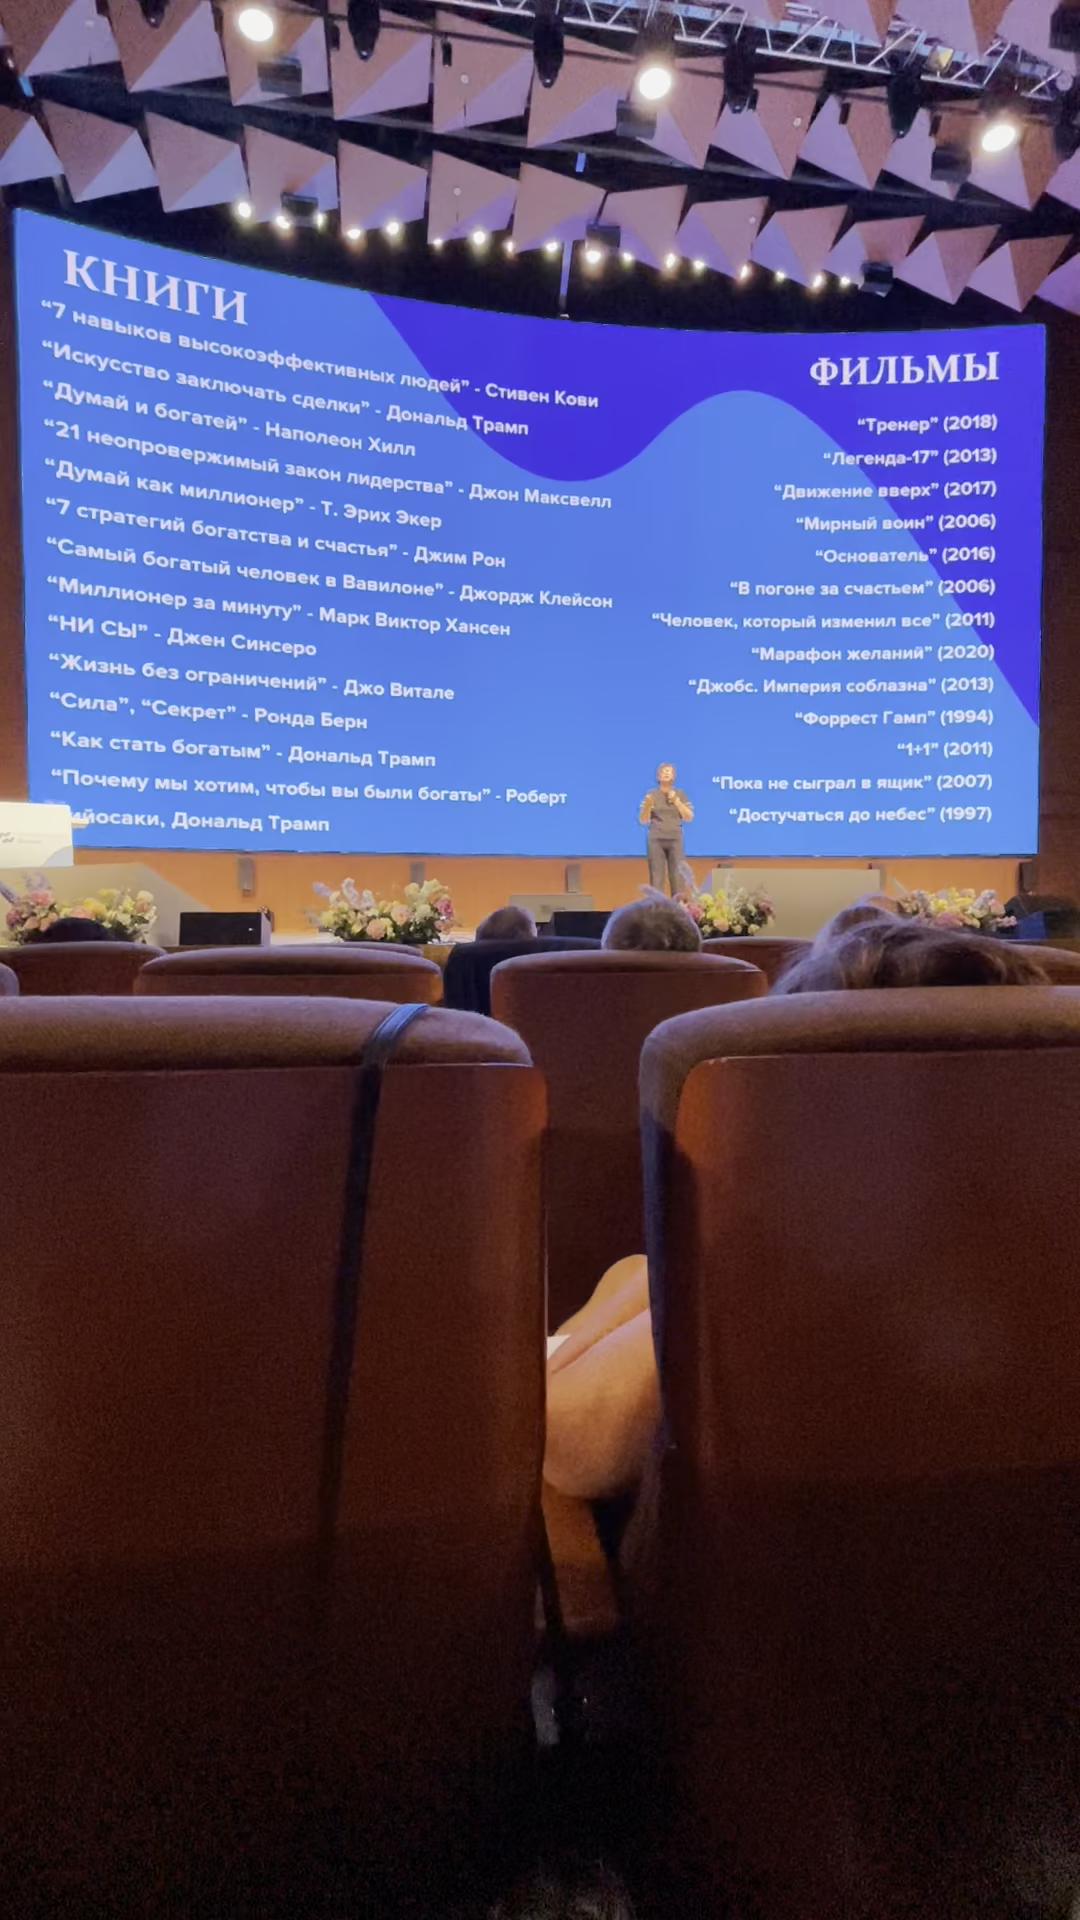 КНИГИ
“7 навыков высокоэффективных людей” - Стивен Кови
“Искусство заключать сделки” - Дональд Трамп
“Думай и богатей” - Наполеон Хилл
“21 неопровержимый закон лидерства” - Джон Максвелл
“Думай как миллионер” - Т. Эрих Экер
“7 стратегий богатства и счастья” - Джим Рон
“Самый богатый человек в Вавилоне” - Джордж Клейсон
“Миллионер за минуту” - Марк Виктор Хансен
“НИ СЫ” - Джен Синсеро
“Жизнь без ограничений” - Джо Витале
“Сила”, “Секрет” - Ронда Берн
“Как стать богатым” - Дональд Трамп
“Почему мы хотим, чтобы вы были богаты” - Роберт
Дональд Трамп
ФИЛЬМЫ
“Тренер” (2018)
“Легенда-17” (2013)
“Движение вверх” (2017)
“Мирный воин” (2006)
“Основатель” (2016)
“В погоне за счастьем” (2006)
“Человек, который изменил все” (2011)
“Марафон желаний” (2020)
“Джобс. Империя соблазна” (2013)
“Форрест Гамп” (1994)
“1+1” (2011)
“Пока не сыграл в ящик” (2007)
“Достучаться до небес” (1997)